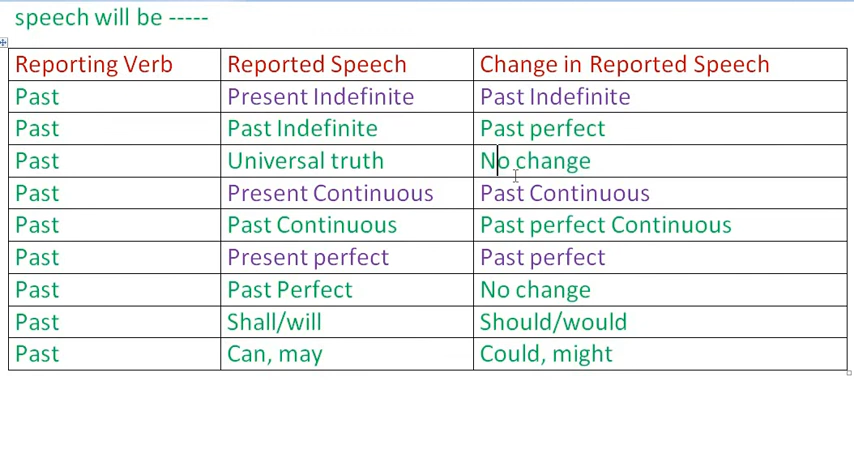 speech will be -----
Reporting Verb Reported Speech Change in Reported Speech
Past Present Indefinite Past Indefinite
Past Past Indefinite Past perfect
Past Universal truth No change
Past Present Continuous Past Continuous
Past Past Continuous Past perfect Continuous
Past Present perfect Past perfect
Past Past Perfect No change
Past Shall/will Should/would
Past Can, may Could, might